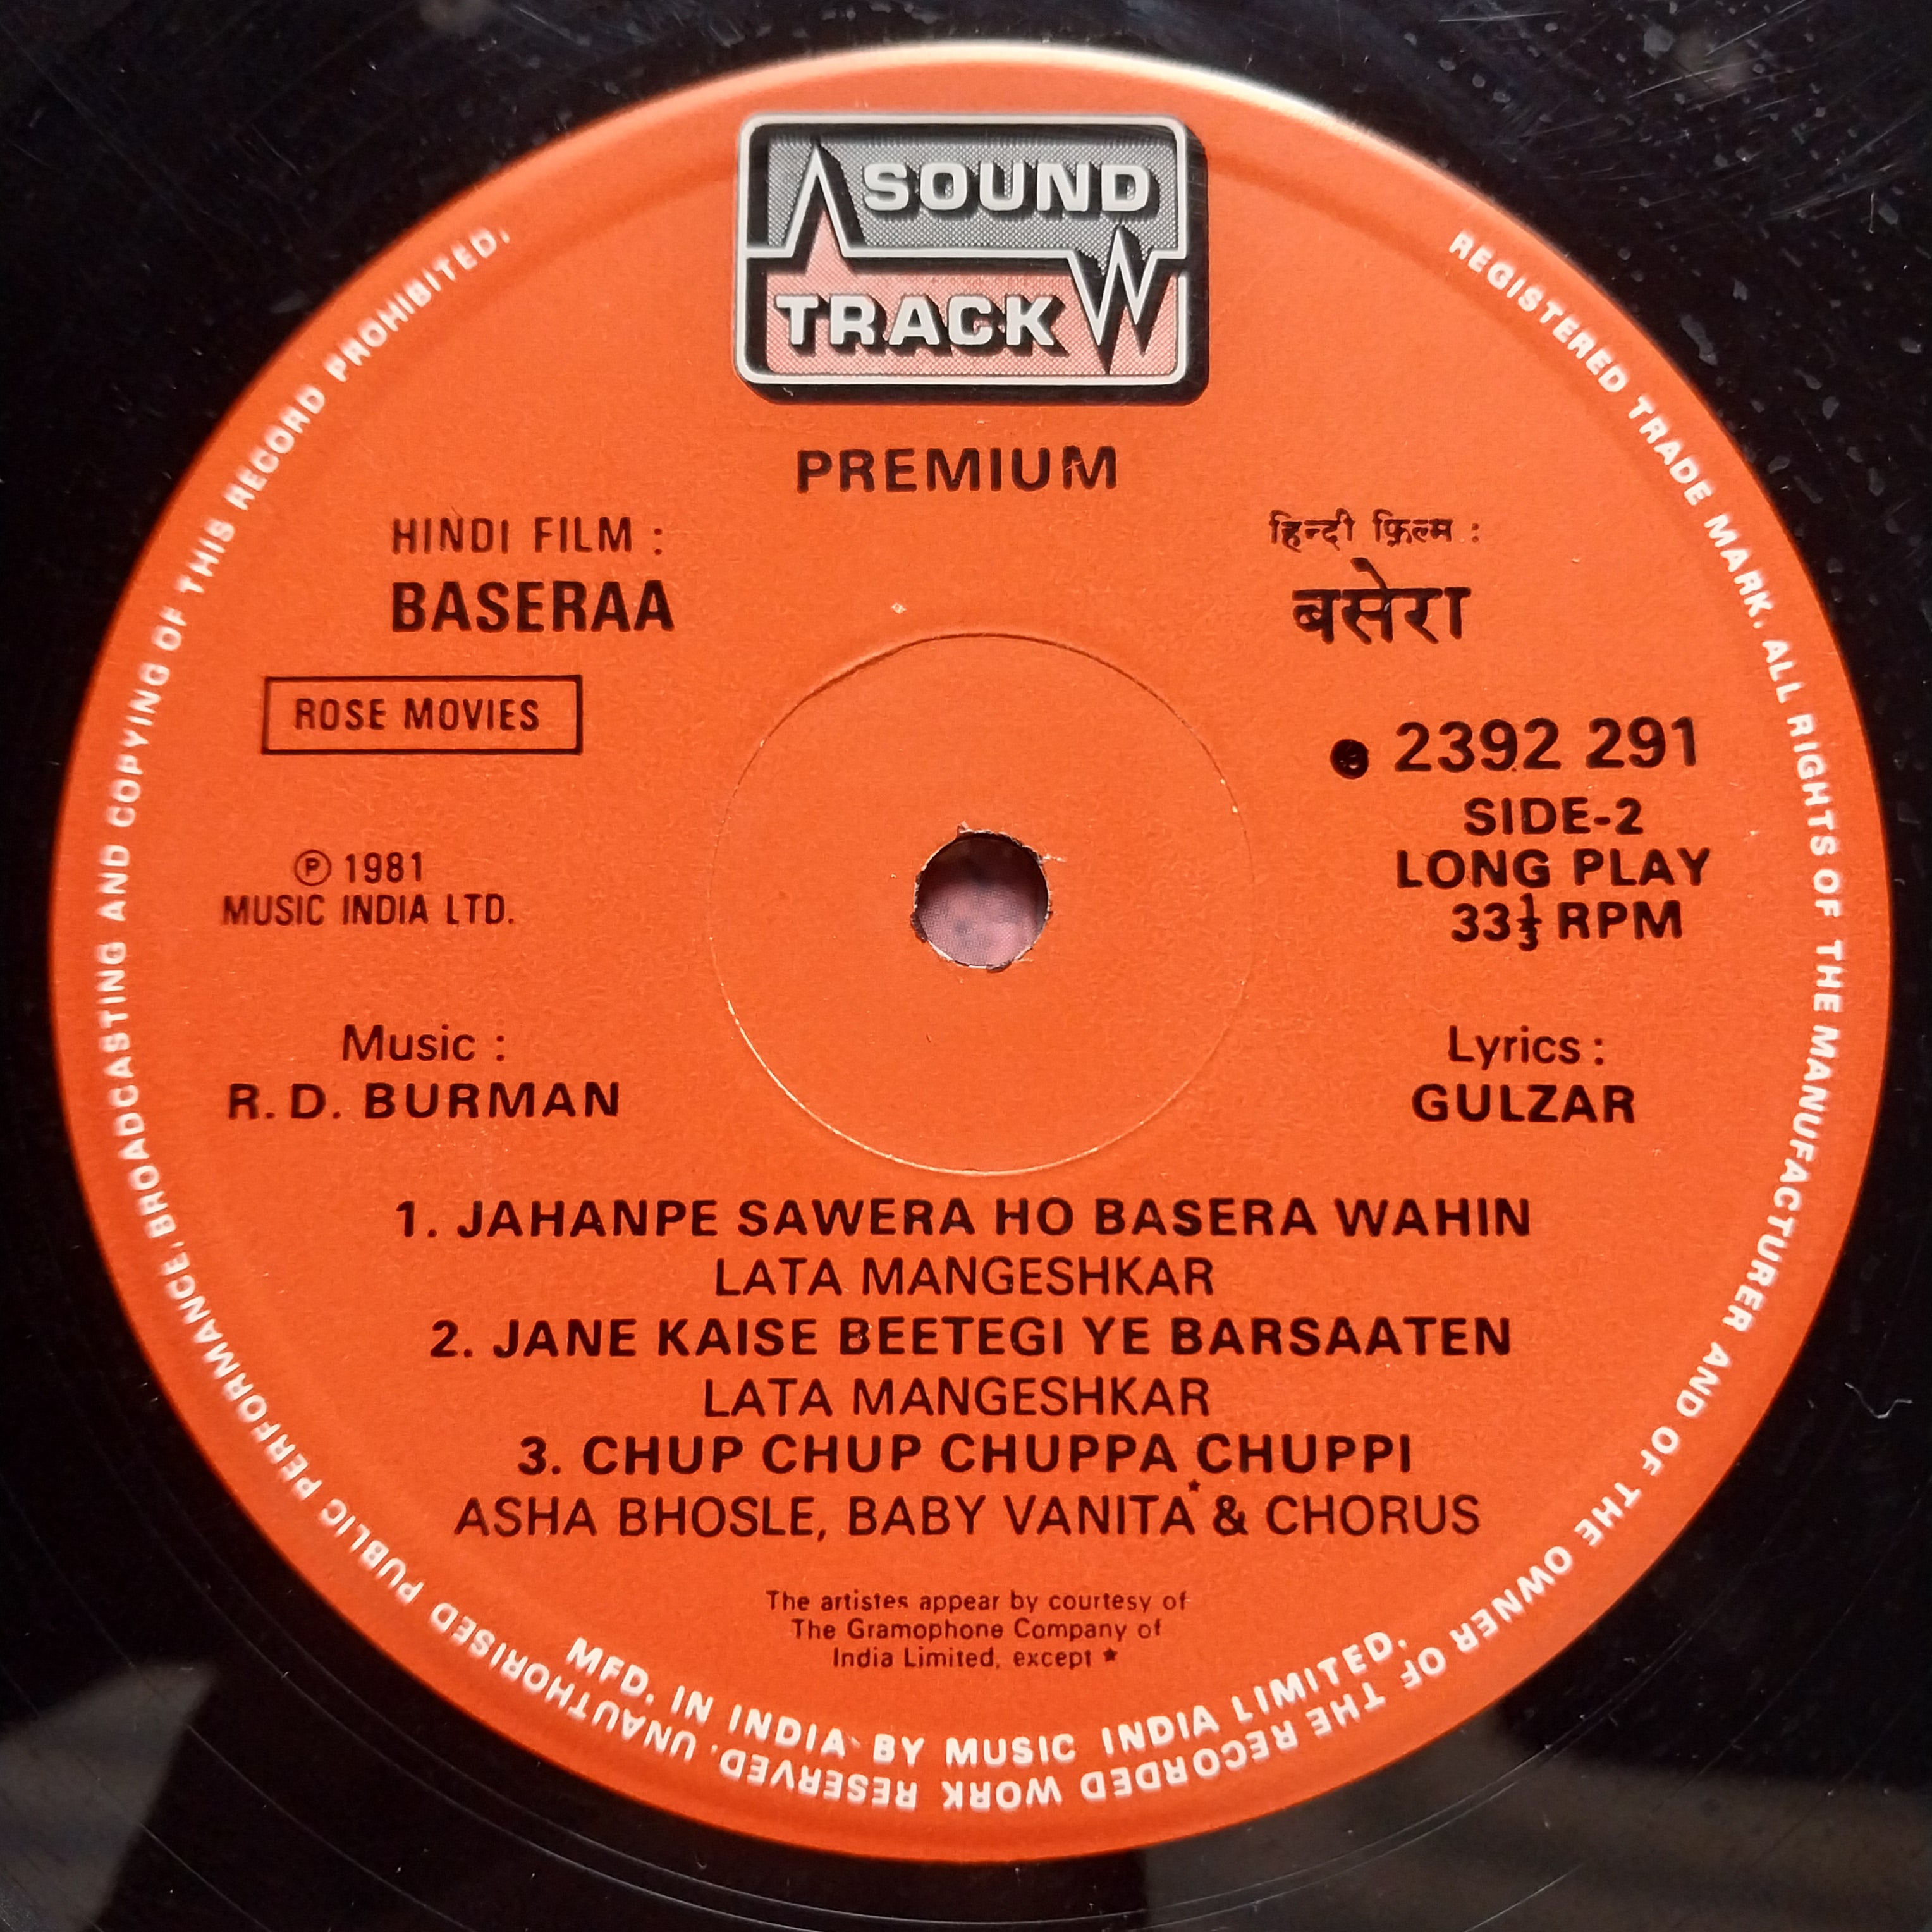 SOUND
TRACK
PREMIUM
HINDI FILM :
BASERAA
हिन्दी फ़िल्म :
बसेरा
ROSE MOVIES
● 2392 291
SIDE-2
LONG PLAY
33⅓ RPM
Ⓟ 1981
MUSIC INDIA LTD.
Music :
R. D. BURMAN
Lyrics :
GULZAR
1. JAHANPE SAWERA HO BASERA WAHIN
LATA MANGESHKAR
2. JANE KAISE BEETEGI YE BARSAATEN
LATA MANGESHKAR
3. CHUP CHUP CHUPPA CHUPPI
ASHA BHOSLE, BABY VANITA* & CHORUS
The artistes appear by courtesy of
The Gramophone Company of
India Limited, except *
MFD. IN INDIA BY MUSIC INDIA LIMITED.
REGISTERED TRADE MARK. ALL RIGHTS OF THE MANUFACTURER AND OF THE OWNER OF THE RECORDED WORK RESERVED. UNAUTHORISED PUBLIC PERFORMANCE, BROADCASTING AND COPYING OF THIS RECORD PROHIBITED.